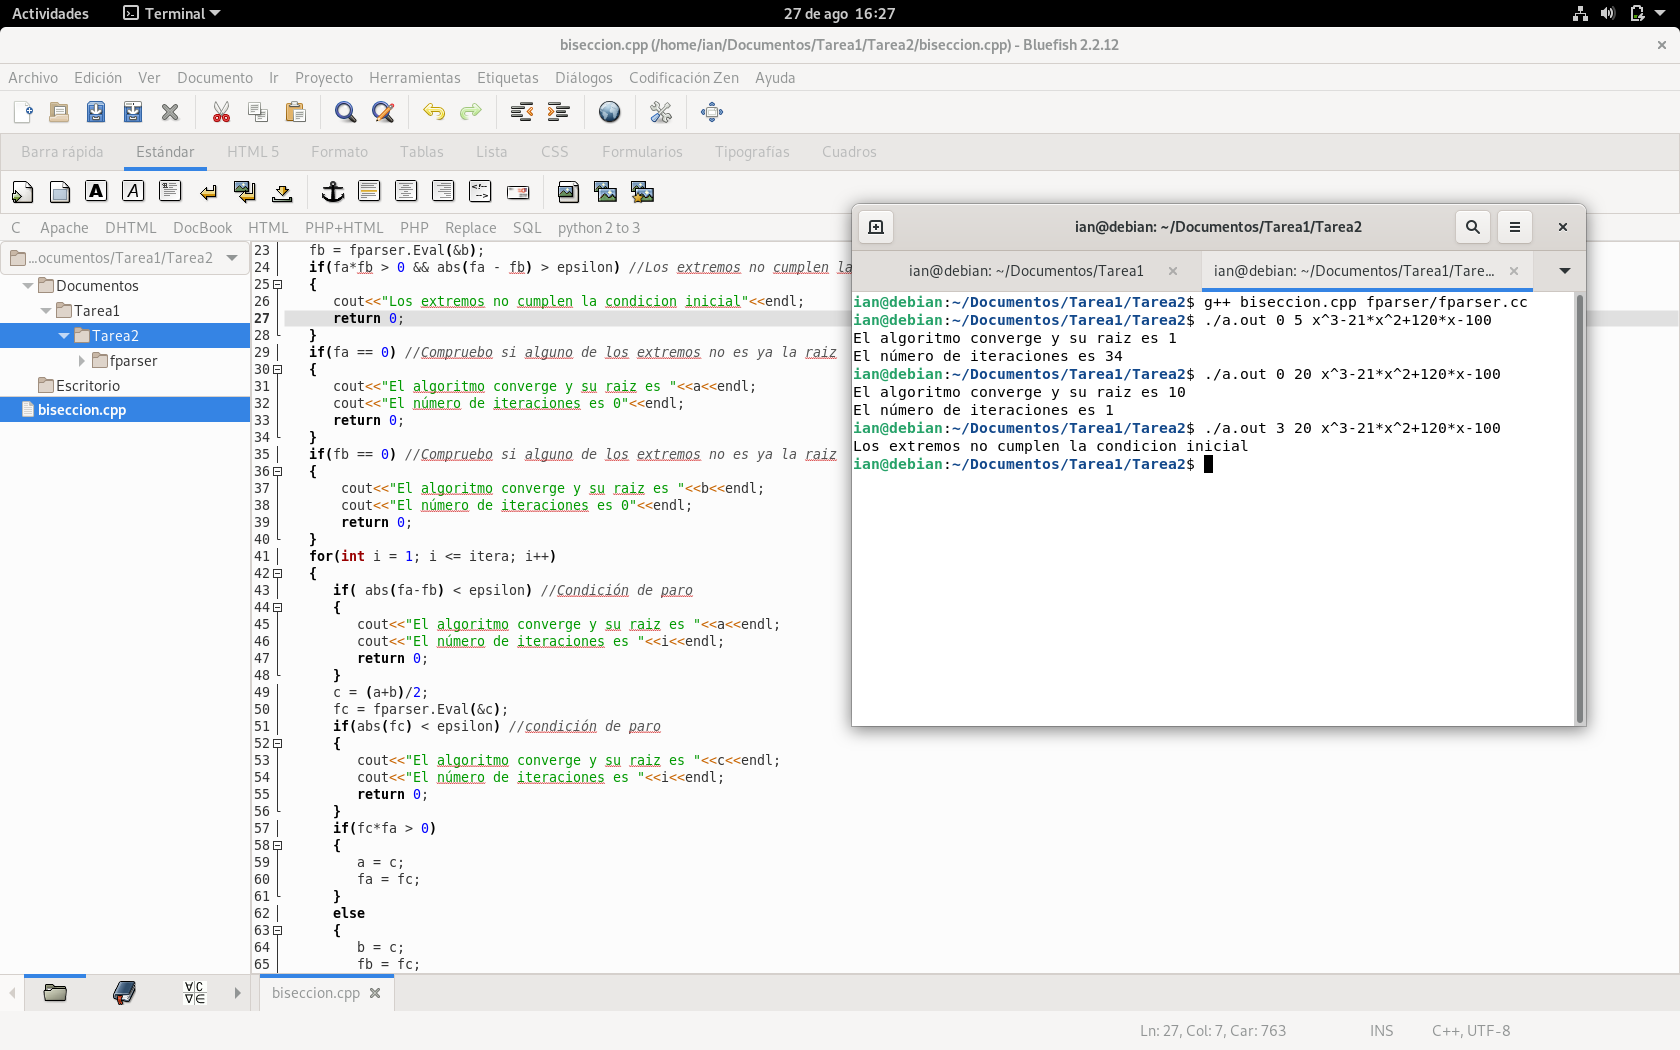 Actividades
Terminal
27 de ago 16:27
biseccion.cpp (/home/ian/Documentos/Tarea1/Tarea2/biseccion.cpp) - Bluefish 2.2.12
Archivo Edición Ver Documento Ir Proyecto Herramientas Etiquetas Diálogos Codificación Zen Ayuda
Barra rápida Estándar HTML 5 Formato Tablas Lista CSS Formularios Tipografías Cuadros
C Apache DHTML DocBook HTML PHP+HTML PHP Replace SQL python 2 to 3
...ocumentos/Tarea1/Tarea2
Documentos
Tarea1
Tarea2
fparser
Escritorio
biseccion.cpp
23 fb = fparser.Eval(&b);
24 if(fa*fb > 0 && abs(fa - fb) > epsilon) //Los extremos no cumplen la
25 {
26 cout<<"Los extremos no cumplen la condicion inicial"<<endl;
27 return 0;
28 }
29 if(fa == 0) //Compruebo si alguno de los extremos no es ya la raiz
30 {
31 cout<<"El algoritmo converge y su raiz es "<<a<<endl;
32 cout<<"El número de iteraciones es 0"<<endl;
33 return 0;
34 }
35 if(fb == 0) //Compruebo si alguno de los extremos no es ya la raiz
36 {
37 cout<<"El algoritmo converge y su raiz es "<<b<<endl;
38 cout<<"El número de iteraciones es 0"<<endl;
39 return 0;
40 }
41 for(int i = 1; i <= itera; i++)
42 {
43 if( abs(fa-fb) < epsilon) //Condición de paro
44 {
45 cout<<"El algoritmo converge y su raiz es "<<a<<endl;
46 cout<<"El número de iteraciones es "<<i<<endl;
47 return 0;
48 }
49 c = (a+b)/2;
50 fc = fparser.Eval(&c);
51 if(abs(fc) < epsilon) //condición de paro
52 {
53 cout<<"El algoritmo converge y su raiz es "<<c<<endl;
54 cout<<"El número de iteraciones es "<<i<<endl;
55 return 0;
56 }
57 if(fc*fa > 0)
58 {
59 a = c;
60 fa = fc;
61 }
62 else
63 {
64 b = c;
65 fb = fc;
ian@debian: ~/Documentos/Tarea1/Tarea2
ian@debian: ~/Documentos/Tarea1
ian@debian: ~/Documentos/Tarea1/Tare...
ian@debian:~/Documentos/Tarea1/Tarea2$ g++ biseccion.cpp fparser/fparser.cc
ian@debian:~/Documentos/Tarea1/Tarea2$ ./a.out 0 5 x^3-21*x^2+120*x-100
El algoritmo converge y su raiz es 1
El número de iteraciones es 34
ian@debian:~/Documentos/Tarea1/Tarea2$ ./a.out 0 20 x^3-21*x^2+120*x-100
El algoritmo converge y su raiz es 10
El número de iteraciones es 1
ian@debian:~/Documentos/Tarea1/Tarea2$ ./a.out 3 20 x^3-21*x^2+120*x-100
Los extremos no cumplen la condicion inicial
ian@debian:~/Documentos/Tarea1/Tarea2$
biseccion.cpp
Ln: 27, Col: 7, Car: 763
INS
C++, UTF-8